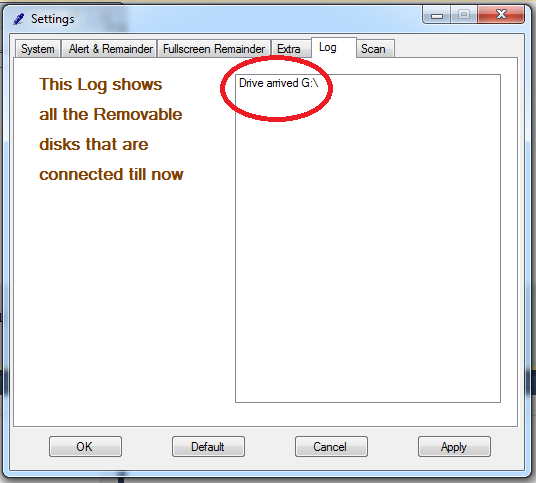 Settings
System Alert & Remainder Fullscreen Remainder Extra Log Scan
This Log shows
all the Removable
disks that are
connected till now
Drive arrived G:\
OK Default Cancel Apply